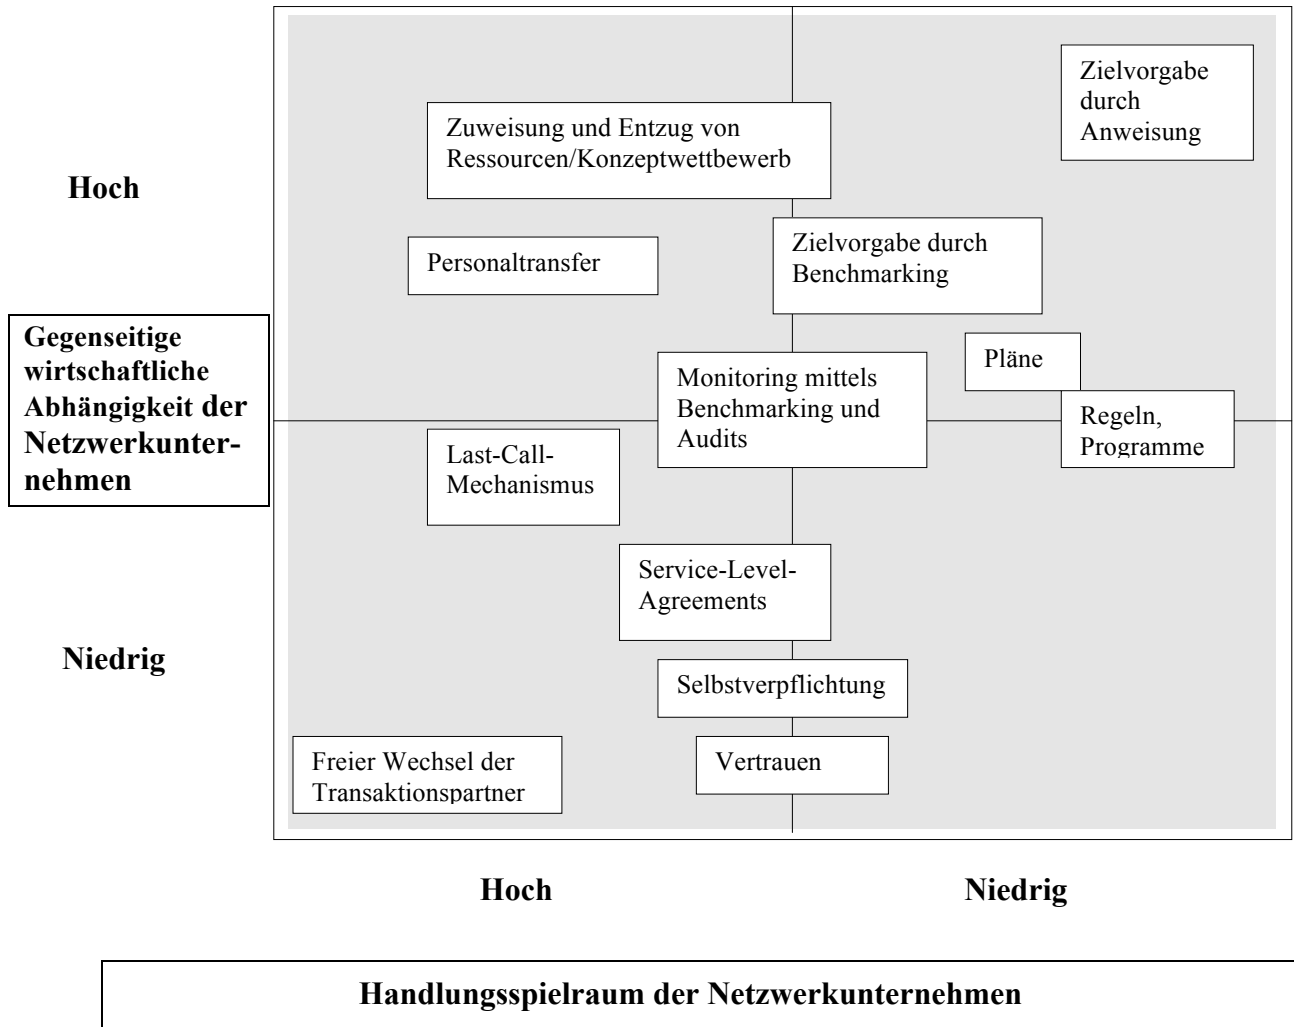 Zielvorgabe
durch
Anweisung
Zuweisung und Entzug von
Ressourcen/Konzeptwettbewerb
Hoch
Personaltransfer
Zielvorgabe durch
Benchmarking
Gegenseitige
wirtschaftliche
Abhängigkeit der
Netzwerkunter-
nehmen
Pläne
Monitoring mittels
Benchmarking und
Audits
Regeln,
Programme
Last-Call-
Mechanismus
Service-Level-
Agreements
Niedrig
Selbstverpflichtung
Freier Wechsel der
Transaktionspartner
Vertrauen
Hoch
Niedrig
Handlungsspielraum der Netzwerkunternehmen